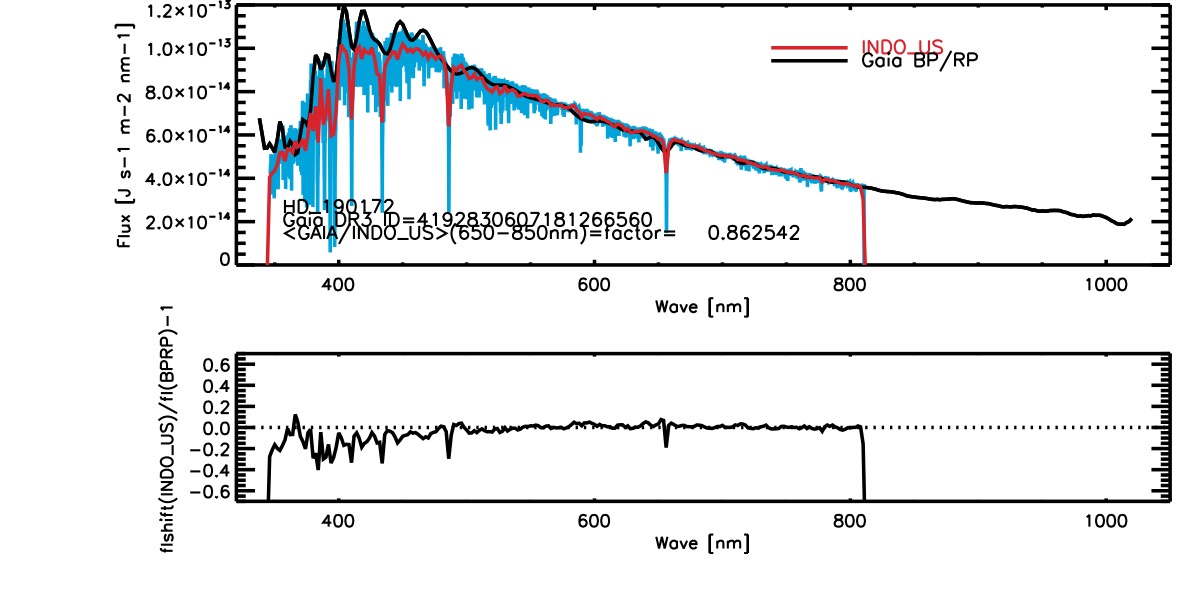 1.2×10⁻¹³
1.0×10⁻¹³
8.0×10⁻¹⁴
6.0×10⁻¹⁴
4.0×10⁻¹⁴
2.0×10⁻¹⁴
0
Flux [J s−1 m−2 nm−1]
INDO_US
Gaia BP/RP
HD_190172
Gaia DR3 ID=4192830607181266560
<GAIA/INDO_US>(650−850nm)=factor= 0.862542
400 600 800 1000
Wave [nm]
flshift(INDO_US)/fl(BPRP)−1
0.6
0.4
0.2
0.0
−0.2
−0.4
−0.6
400 600 800 1000
Wave [nm]